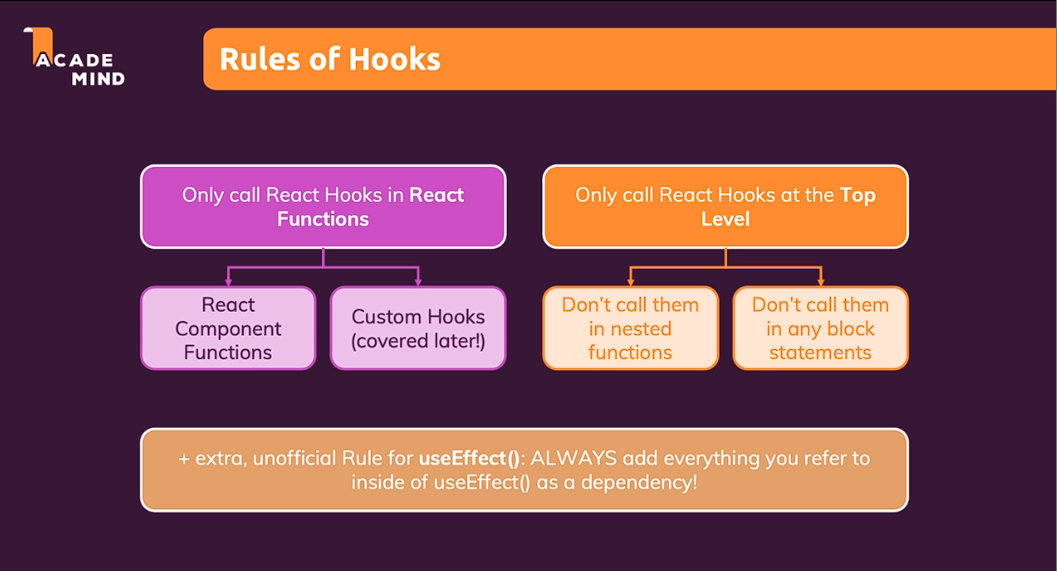 ACADE
MIND
Rules of Hooks
Only call React Hooks in React
Functions
Only call React Hooks at the Top
Level
React
Component
Functions
Custom Hooks
(covered later!)
Don’t call them
in nested
functions
Don’t call them
in any block
statements
+ extra, unofficial Rule for useEffect(): ALWAYS add everything you refer to
inside of useEffect() as a dependency!